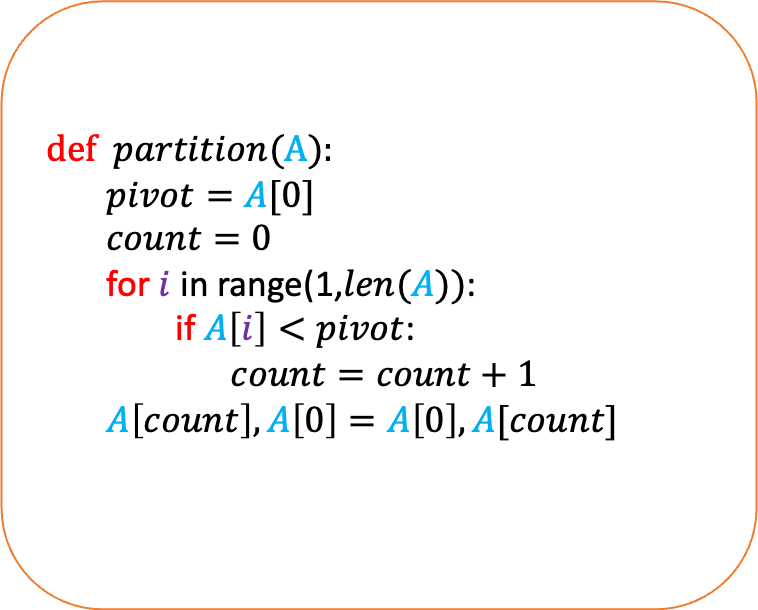 def partition(A):
pivot = A[0]
count = 0
for i in range(1,len(A)):
if A[i] < pivot:
count = count + 1
A[count], A[0] = A[0], A[count]